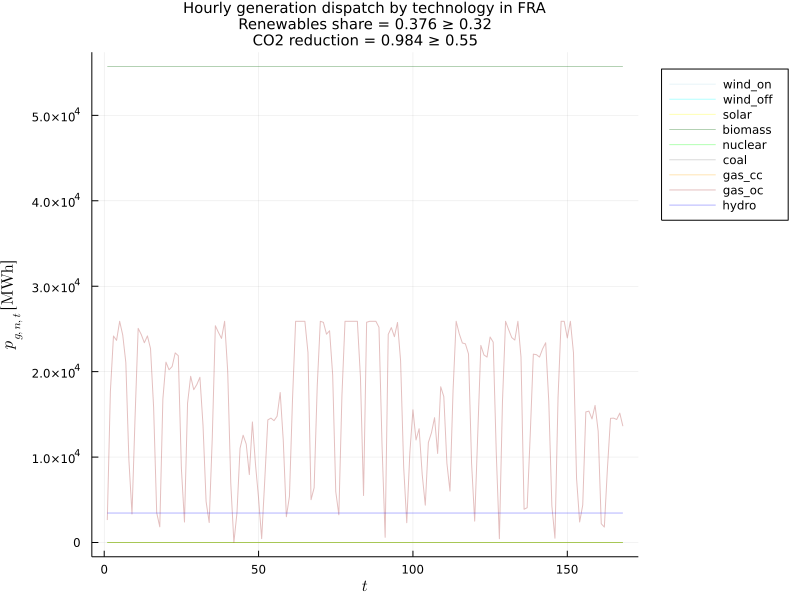 Hourly generation dispatch by technology in FRA
Renewables share = 0.376 ≥ 0.32
CO2 reduction = 0.984 ≥ 0.55
5.0×10⁴
4.0×10⁴
3.0×10⁴
2.0×10⁴
1.0×10⁴
0
p_{g,n,t} [MWh]
0 50 100 150
t
wind_on
wind_off
solar
biomass
nuclear
coal
gas_cc
gas_oc
hydro